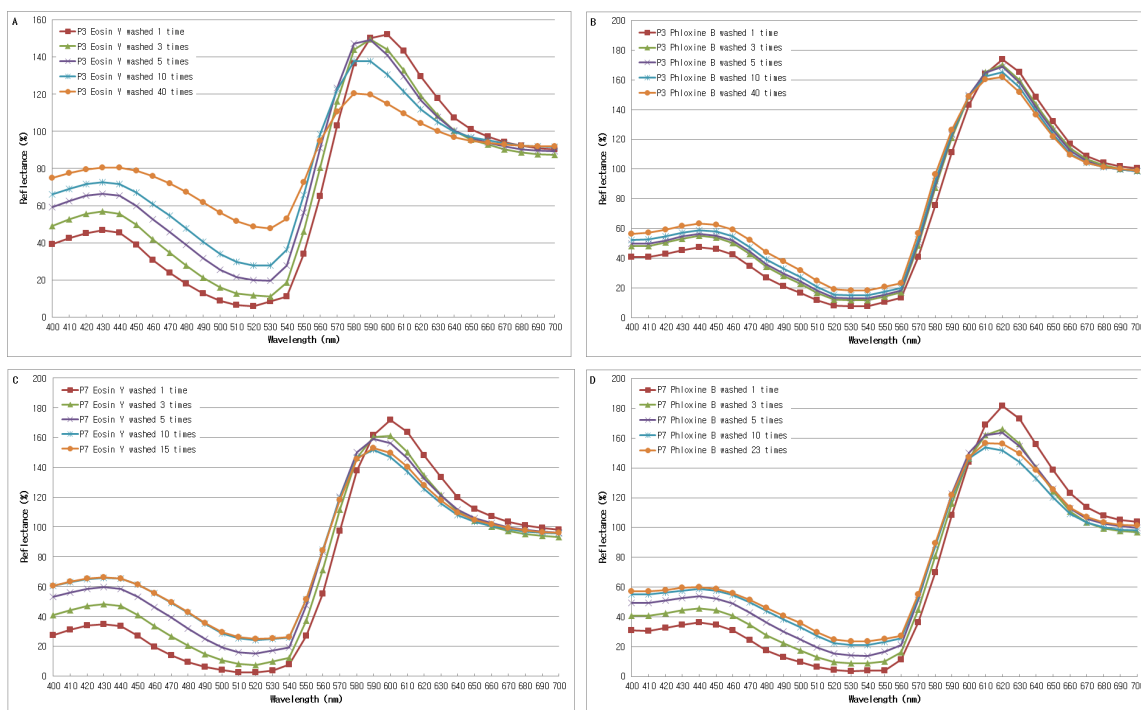 A
P3 Eosin Y washed 1 time
P3 Eosin Y washed 3 times
P3 Eosin Y washed 5 times
P3 Eosin Y washed 10 times
P3 Eosin Y washed 40 times
Reflectance (%)
160
140
120
100
80
60
40
20
0
400 410 420 430 440 450 460 470 480 490 500 510 520 530 540 550 560 570 580 590 600 610 620 630 640 650 660 670 680 690 700
Wavelength (nm)
B
P3 Phloxine B washed 1 time
P3 Phloxine B washed 3 times
P3 Phloxine B washed 5 times
P3 Phloxine B washed 10 times
P3 Phloxine B washed 40 times
Reflectance (%)
200
180
160
140
120
100
80
60
40
20
0
400 410 420 430 440 450 460 470 480 490 500 510 520 530 540 550 560 570 580 590 600 610 620 630 640 650 660 670 680 690 700
Wavelength (nm)
C
P7 Eosin Y washed 1 time
P7 Eosin Y washed 3 times
P7 Eosin Y washed 5 times
P7 Eosin Y washed 10 times
P7 Eosin Y washed 15 times
Reflectance (%)
200
180
160
140
120
100
80
60
40
20
0
400 410 420 430 440 450 460 470 480 490 500 510 520 530 540 550 560 570 580 590 600 610 620 630 640 650 660 670 680 690 700
Wavelength (nm)
D
P7 Phloxine B washed 1 time
P7 Phloxine B washed 3 times
P7 Phloxine B washed 5 times
P7 Phloxine B washed 10 times
P7 Phloxine B washed 23 times
Reflectance (%)
200
180
160
140
120
100
80
60
40
20
0
400 410 420 430 440 450 460 470 480 490 500 510 520 530 540 550 560 570 580 590 600 610 620 630 640 650 660 670 680 690 700
Wavelength (nm)